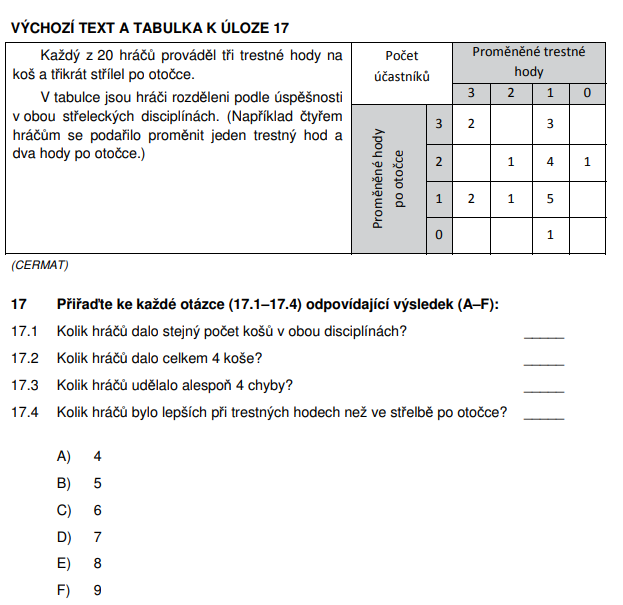 VÝCHOZÍ TEXT A TABULKA K ÚLOZE 17
Každý z 20 hráčů prováděl tři trestné hody na
koš a třikrát střílel po otočce.
V tabulce jsou hráči rozděleni podle úspěšnosti
v obou střeleckých disciplínách. (Například čtyřem
hráčům se podařilo proměnit jeden trestný hod a
dva hody po otočce.)
Počet
účastníků
Proměněné trestné
hody
3 2 1 0
Proměněné hody
po otočce
3 2 3
2 1 4 1
1 2 1 5
0 1
(CERMAT)
17 Přiřaďte ke každé otázce (17.1–17.4) odpovídající výsledek (A–F):
17.1 Kolik hráčů dalo stejný počet košů v obou disciplínách? _____
17.2 Kolik hráčů dalo celkem 4 koše? _____
17.3 Kolik hráčů udělalo alespoň 4 chyby? _____
17.4 Kolik hráčů bylo lepších při trestných hodech než ve střelbě po otočce? _____
A) 4
B) 5
C) 6
D) 7
E) 8
F) 9